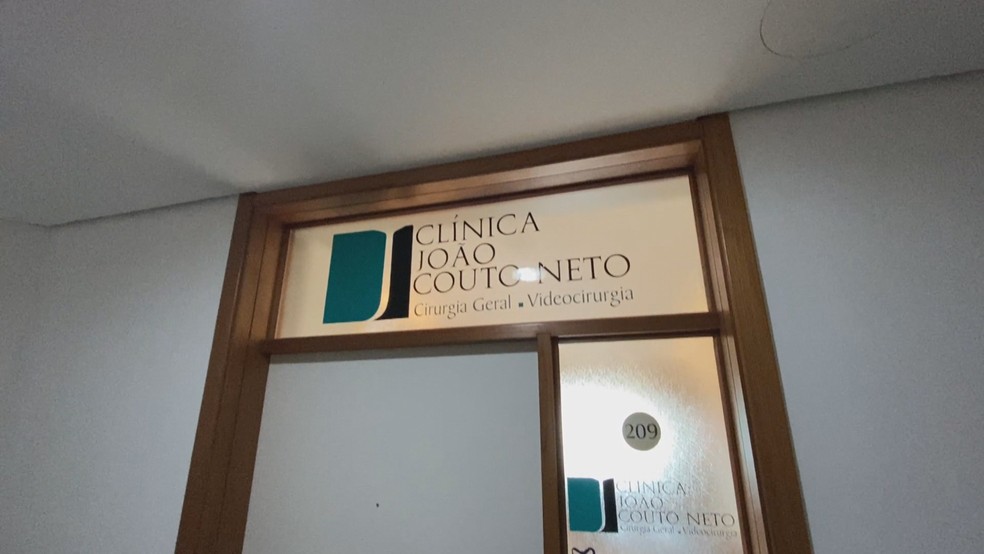 CLÍNICA
JOÃO
COUTO NETO
Cirurgia Geral ▪ Videocirurgia
209
CLÍNICA
JOÃO
COUTO NETO
Cirurgia Geral ▪ Videocirurgia